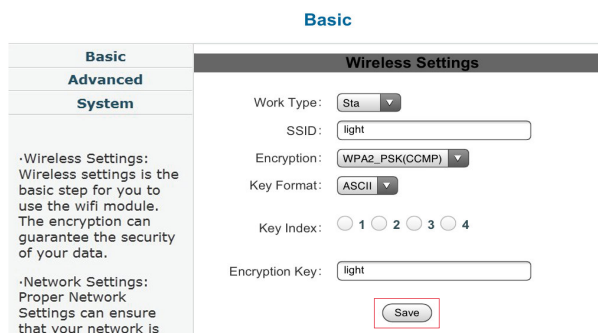 Basic
Basic
Advanced
System
·Wireless Settings:
Wireless settings is the
basic step for you to
use the wifi module.
The encryption can
guarantee the security
of your data.
·Network Settings:
Proper Network
Settings can ensure
that your network is
Wireless Settings
Work Type: Sta
SSID: light
Encryption: WPA2_PSK(CCMP)
Key Format: ASCII
Key Index: 1 2 3 4
Encryption Key: light
Save